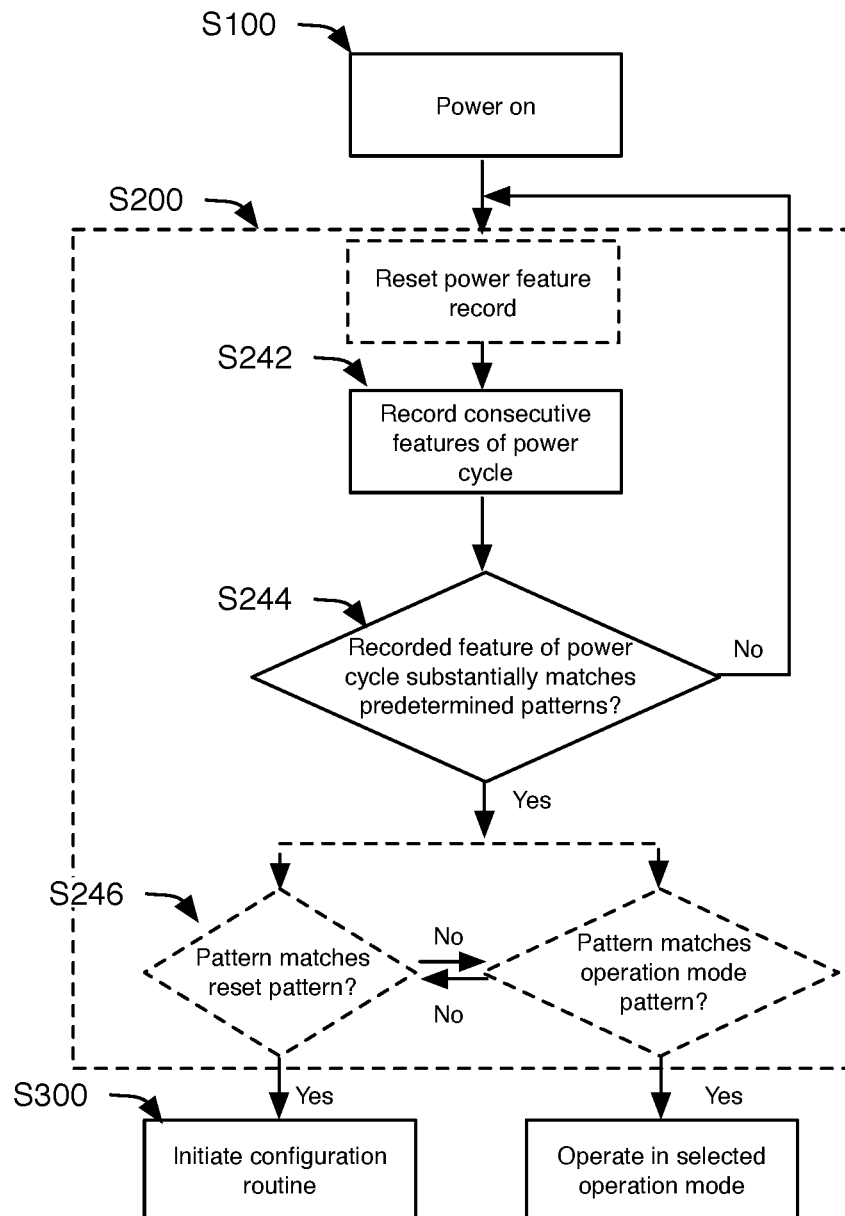 S100
Power on
S200
Reset power feature
record
S242
Record consecutive
features of power
cycle
S244
Recorded feature of power
cycle substantially matches
predetermined patterns?
No
Yes
S246
Pattern matches
reset pattern?
No
No
Pattern matches
operation mode
pattern?
Yes
Yes
S300
Initiate configuration
routine
Operate in selected
operation mode